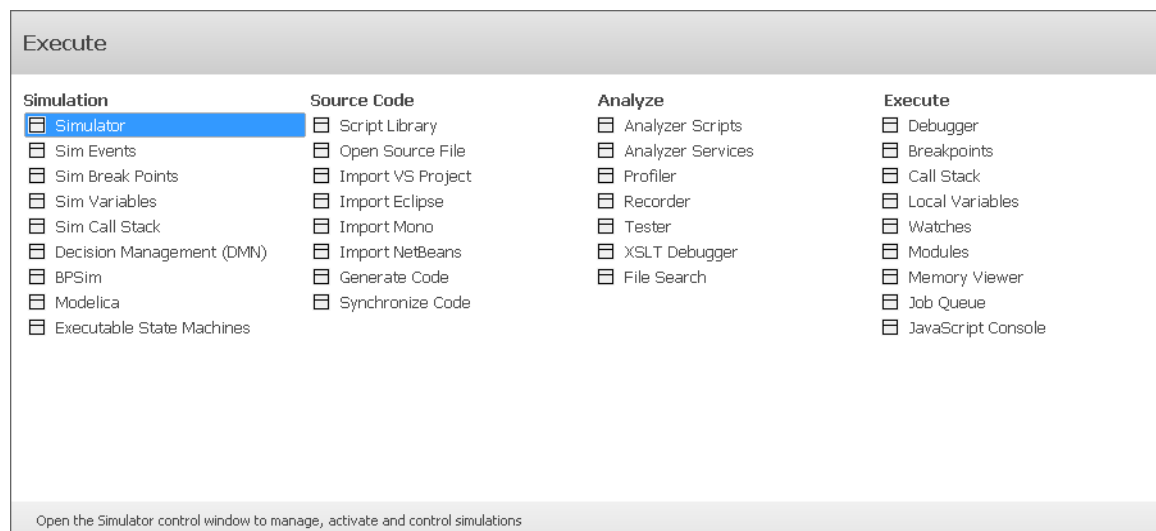 Execute
Simulation
Simulator
Sim Events
Sim Break Points
Sim Variables
Sim Call Stack
Decision Management (DMN)
BPSim
Modelica
Executable State Machines
Source Code
Script Library
Open Source File
Import VS Project
Import Eclipse
Import Mono
Import NetBeans
Generate Code
Synchronize Code
Analyze
Analyzer Scripts
Analyzer Services
Profiler
Recorder
Tester
XSLT Debugger
File Search
Execute
Debugger
Breakpoints
Call Stack
Local Variables
Watches
Modules
Memory Viewer
Job Queue
JavaScript Console
Open the Simulator control window to manage, activate and control simulations